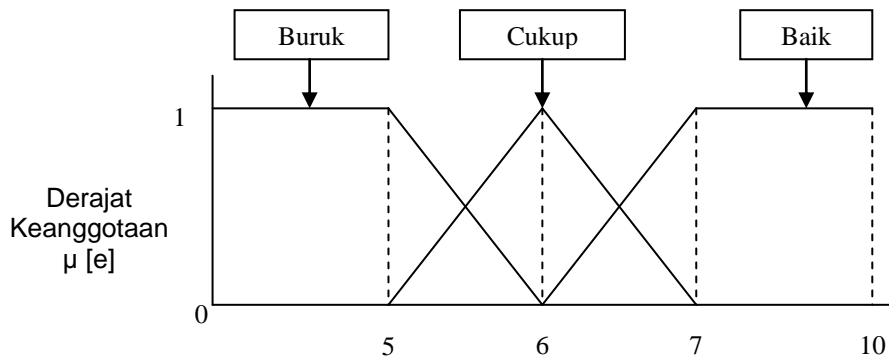 Buruk
Cukup
Baik
1
Derajat
Keanggotaan
μ [e]
0
5
6
7
10